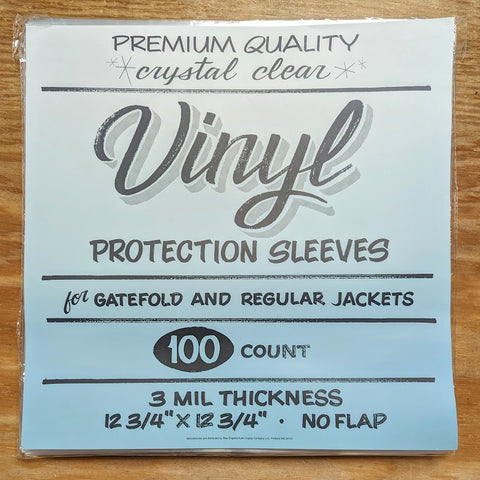 PREMIUM QUALITY
crystal clear
Vinyl
PROTECTION SLEEVES
for GATEFOLD AND REGULAR JACKETS
100 COUNT
3 MIL THICKNESS
12 3/4" X 12 3/4" · NO FLAP